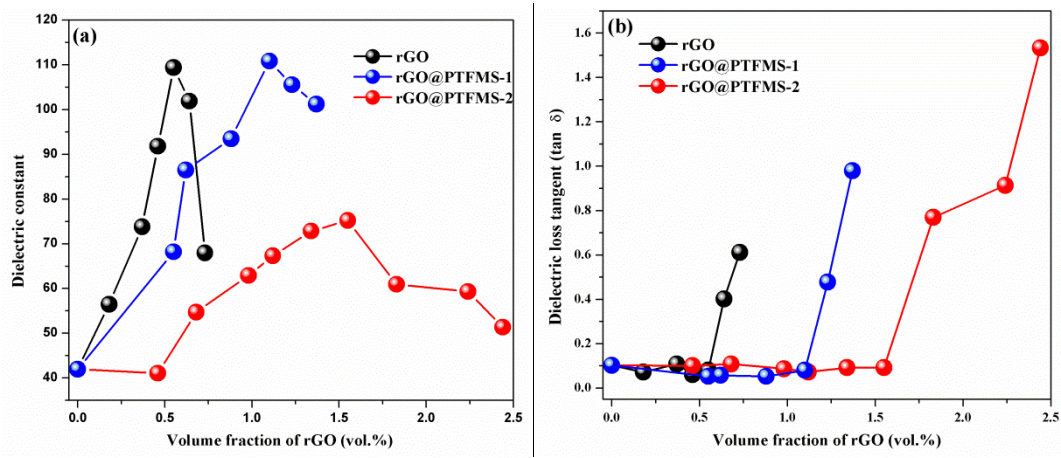 (a)
rGO
rGO@PTFMS-1
rGO@PTFMS-2
120
110
100
90
80
70
60
50
40
Dielectric constant
0.0 0.5 1.0 1.5 2.0 2.5
Volume fraction of rGO (vol.%)
(b)
rGO
rGO@PTFMS-1
rGO@PTFMS-2
1.6
1.4
1.2
1.0
0.8
0.6
0.4
0.2
0.0
Dielectric loss tangent (tan δ)
0.0 0.5 1.0 1.5 2.0 2.5
Volume fraction of rGO (vol.%)